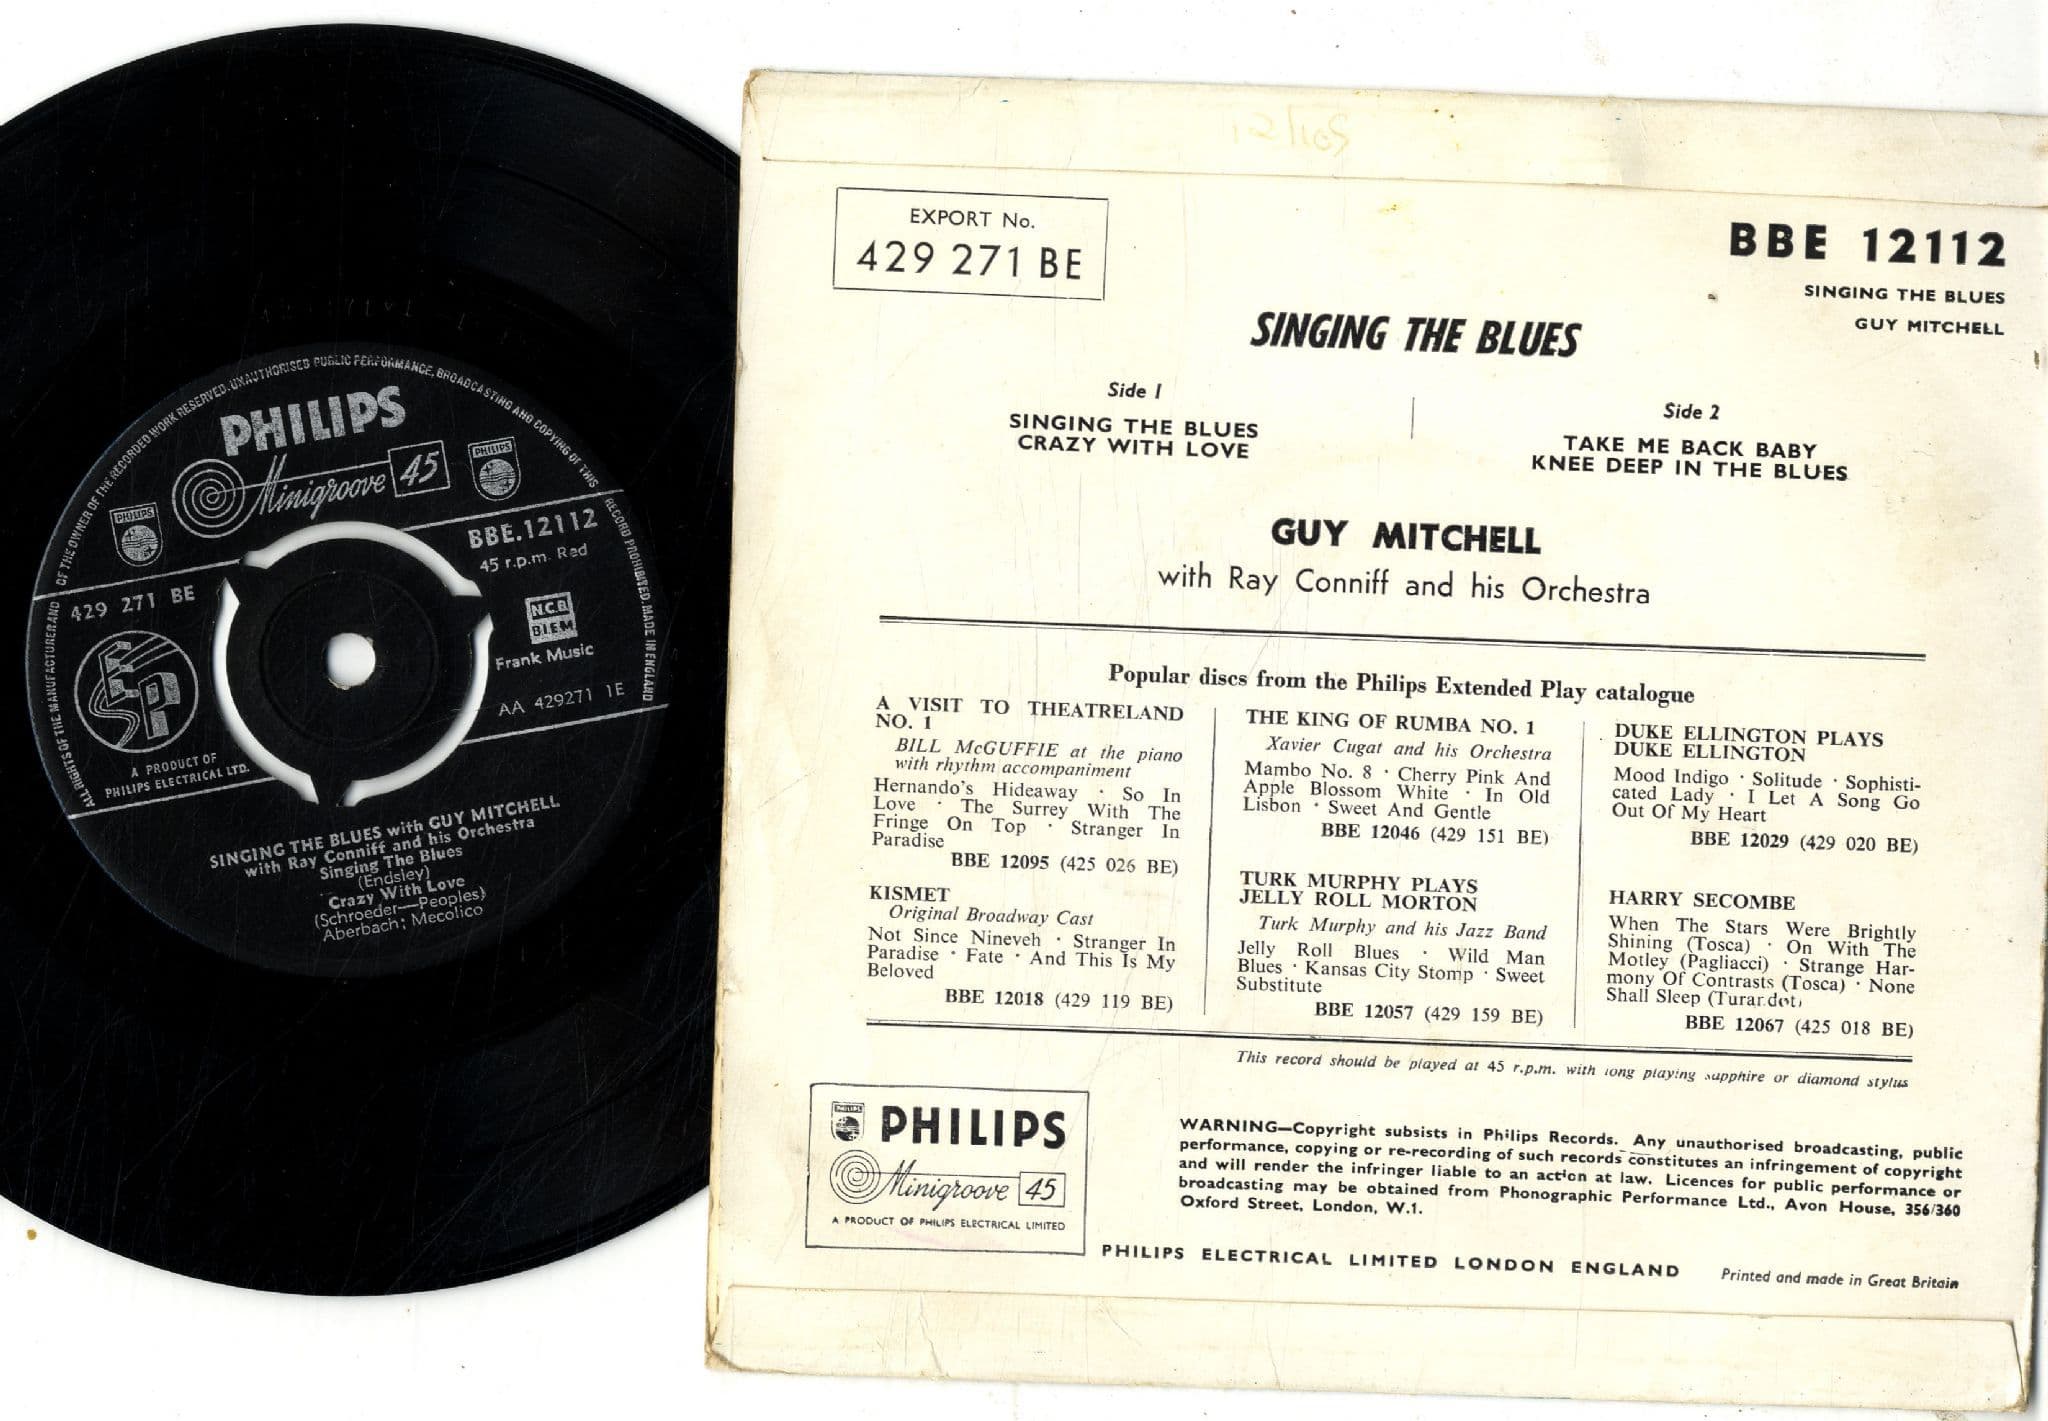 ALL RIGHTS OF THE MANUFACTURER AND OF THE OWNER OF THE RECORDED WORK RESERVED. UNAUTHORISED PUBLIC PERFORMANCE, BROADCASTING AND COPYING OF THIS RECORD PROHIBITED. MADE IN ENGLAND
PHILIPS
Minigroove 45
PHILIPS
PHILIPS
BBE.12112
45 r.p.m. Red
429 271 BE
N.C.B.
B.I.E.M.
Frank Music
EP
AA 429271 1E
A PRODUCT OF
PHILIPS ELECTRICAL LTD.
SINGING THE BLUES with GUY MITCHELL
with Ray Conniff and his Orchestra
Singing The Blues
(Endsley)
Crazy With Love
(Schroeder—Peoples)
Aberbach; Mecolico
EXPORT No.
429 271 BE
BBE 12112
SINGING THE BLUES
GUY MITCHELL
SINGING THE BLUES
Side 1
SINGING THE BLUES
CRAZY WITH LOVE
Side 2
TAKE ME BACK BABY
KNEE DEEP IN THE BLUES
GUY MITCHELL
with Ray Conniff and his Orchestra
Popular discs from the Philips Extended Play catalogue
A VISIT TO THEATRELAND
NO. 1
BILL McGUFFIE at the piano
with rhythm accompaniment
Hernando's Hideaway · So In
Love · The Surrey With The
Fringe On Top · Stranger In
Paradise
BBE 12095 (425 026 BE)
KISMET
Original Broadway Cast
Not Since Nineveh · Stranger In
Paradise · Fate · And This Is My
Beloved
BBE 12018 (429 119 BE)
THE KING OF RUMBA NO. 1
Xavier Cugat and his Orchestra
Mambo No. 8 · Cherry Pink And
Apple Blossom White · In Old
Lisbon · Sweet And Gentle
BBE 12046 (429 151 BE)
TURK MURPHY PLAYS
JELLY ROLL MORTON
Turk Murphy and his Jazz Band
Jelly Roll Blues · Wild Man
Blues · Kansas City Stomp · Sweet
Substitute
BBE 12057 (429 159 BE)
DUKE ELLINGTON PLAYS
DUKE ELLINGTON
Mood Indigo · Solitude · Sophisti-
cated Lady · I Let A Song Go
Out Of My Heart
BBE 12029 (429 020 BE)
HARRY SECOMBE
When The Stars Were Brightly
Shining (Tosca) · On With The
Motley (Pagliacci) · Strange Har-
mony Of Contrasts (Tosca) · None
Shall Sleep (Turandot)
BBE 12067 (425 018 BE)
This record should be played at 45 r.p.m. with long playing sapphire or diamond stylus
PHILIPS
PHILIPS
Minigroove 45
A PRODUCT OF PHILIPS ELECTRICAL LIMITED
WARNING—Copyright subsists in Philips Records. Any unauthorised broadcasting, public
performance, copying or re-recording of such records constitutes an infringement of copyright
and will render the infringer liable to an action at law. Licences for public performance or
broadcasting may be obtained from Phonographic Performance Ltd., Avon House, 356/360
Oxford Street, London, W.1.
PHILIPS ELECTRICAL LIMITED LONDON ENGLAND
Printed and made in Great Britain